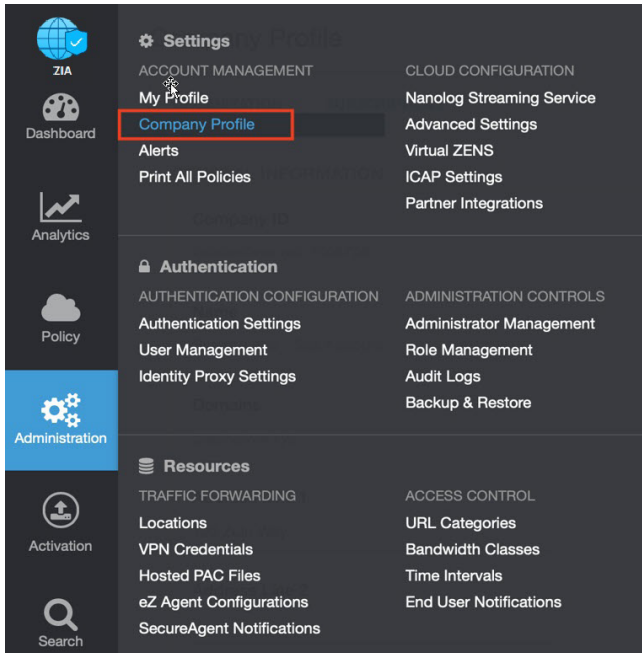 ZIA
Dashboard
Analytics
Policy
Administration
Activation
Search
Settings
ACCOUNT MANAGEMENT
My Profile
Company Profile
Alerts
Print All Policies
CLOUD CONFIGURATION
Nanolog Streaming Service
Advanced Settings
Virtual ZENS
ICAP Settings
Partner Integrations
Authentication
AUTHENTICATION CONFIGURATION
Authentication Settings
User Management
Identity Proxy Settings
ADMINISTRATION CONTROLS
Administrator Management
Role Management
Audit Logs
Backup & Restore
Resources
TRAFFIC FORWARDING
Locations
VPN Credentials
Hosted PAC Files
eZ Agent Configurations
SecureAgent Notifications
ACCESS CONTROL
URL Categories
Bandwidth Classes
Time Intervals
End User Notifications
Company ID
Domains